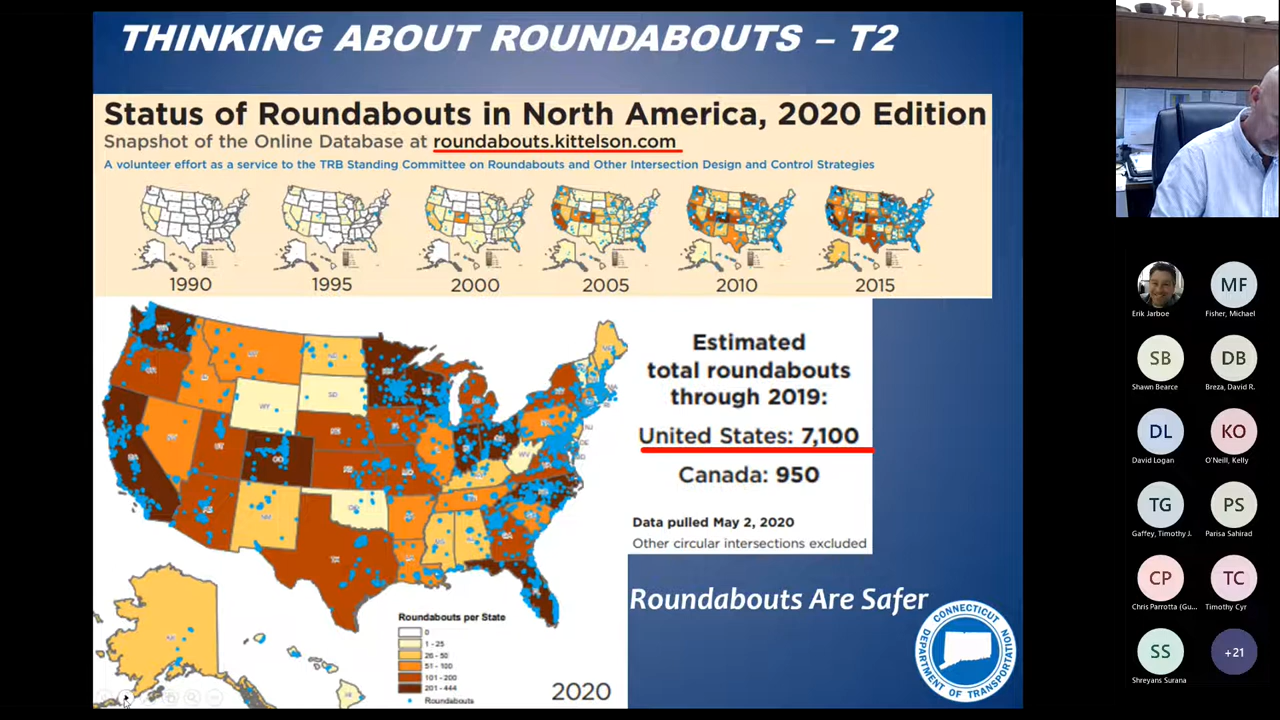 THINKING ABOUT ROUNDABOUTS – T2
Status of Roundabouts in North America, 2020 Edition
Snapshot of the Online Database at roundabouts.kittelson.com
A volunteer effort as a service to the TRB Standing Committee on Roundabouts and Other Intersection Design and Control Strategies
1990
1995
2000
2005
2010
2015
Estimated
total roundabouts
through 2019:
United States: 7,100
Canada: 950
Data pulled May 2, 2020
Other circular intersections excluded
Roundabouts per State
0
1 - 25
26 - 50
51 - 100
101 - 200
201 - 444
Roundabouts
2020
Roundabouts Are Safer
CONNECTICUT
DEPARTMENT OF TRANSPORTATION
Erik Jarboe
MF
Fisher, Michael
SB
Shawn Bearce
DB
Breza, David R.
DL
David Logan
KO
O'Neill, Kelly
TG
Gaffey, Timothy J.
PS
Parisa Sahirad
CP
Chris Parrotta (Gu...
TC
Timothy Cyr
SS
Shreyans Surana
+21